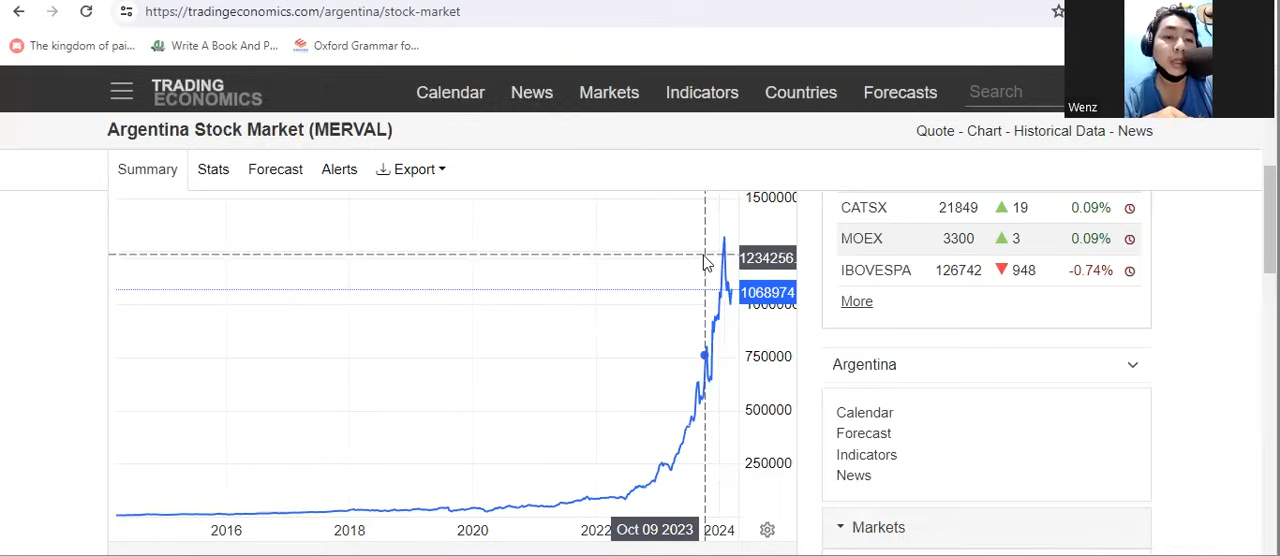 https://tradingeconomics.com/argentina/stock-market
The kingdom of pai... Write A Book And P... Oxford Grammar fo...
Wenz
TRADING
ECONOMICS
Calendar News Markets Indicators Countries Forecasts Search
Argentina Stock Market (MERVAL)
Quote - Chart - Historical Data - News
Summary Stats Forecast Alerts Export
1500000
1234256.
1068974
1000000
750000
500000
250000
2016 2018 2020 2022 Oct 09 2023 2024
CATSX 21849 19 0.09%
MOEX 3300 3 0.09%
IBOVESPA 126742 948 -0.74%
More
Argentina
Calendar
Forecast
Indicators
News
Markets